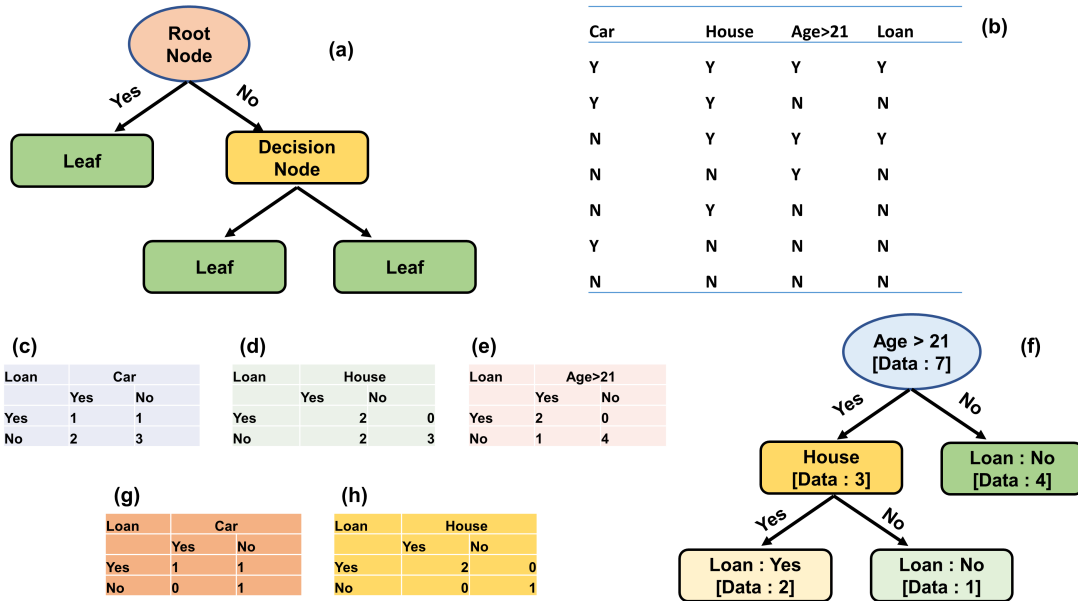 (a)
Root
Node
Yes
No
Leaf
Decision
Node
Leaf
Leaf
(b)
Car House Age>21 Loan
Y Y Y Y
Y Y N N
N Y Y Y
N N Y N
N Y N N
Y N N N
N N N N
(c)
Loan Car
Yes No
Yes 1 1
No 2 3
(d)
Loan House
Yes No
Yes 2 0
No 2 3
(e)
Loan Age>21
Yes No
Yes 2 0
No 1 4
(f)
Age > 21
[Data : 7]
Yes
No
House
[Data : 3]
Loan : No
[Data : 4]
Yes
No
Loan : Yes
[Data : 2]
Loan : No
[Data : 1]
(g)
Loan Car
Yes No
Yes 1 1
No 0 1
(h)
Loan House
Yes No
Yes 2 0
No 0 1